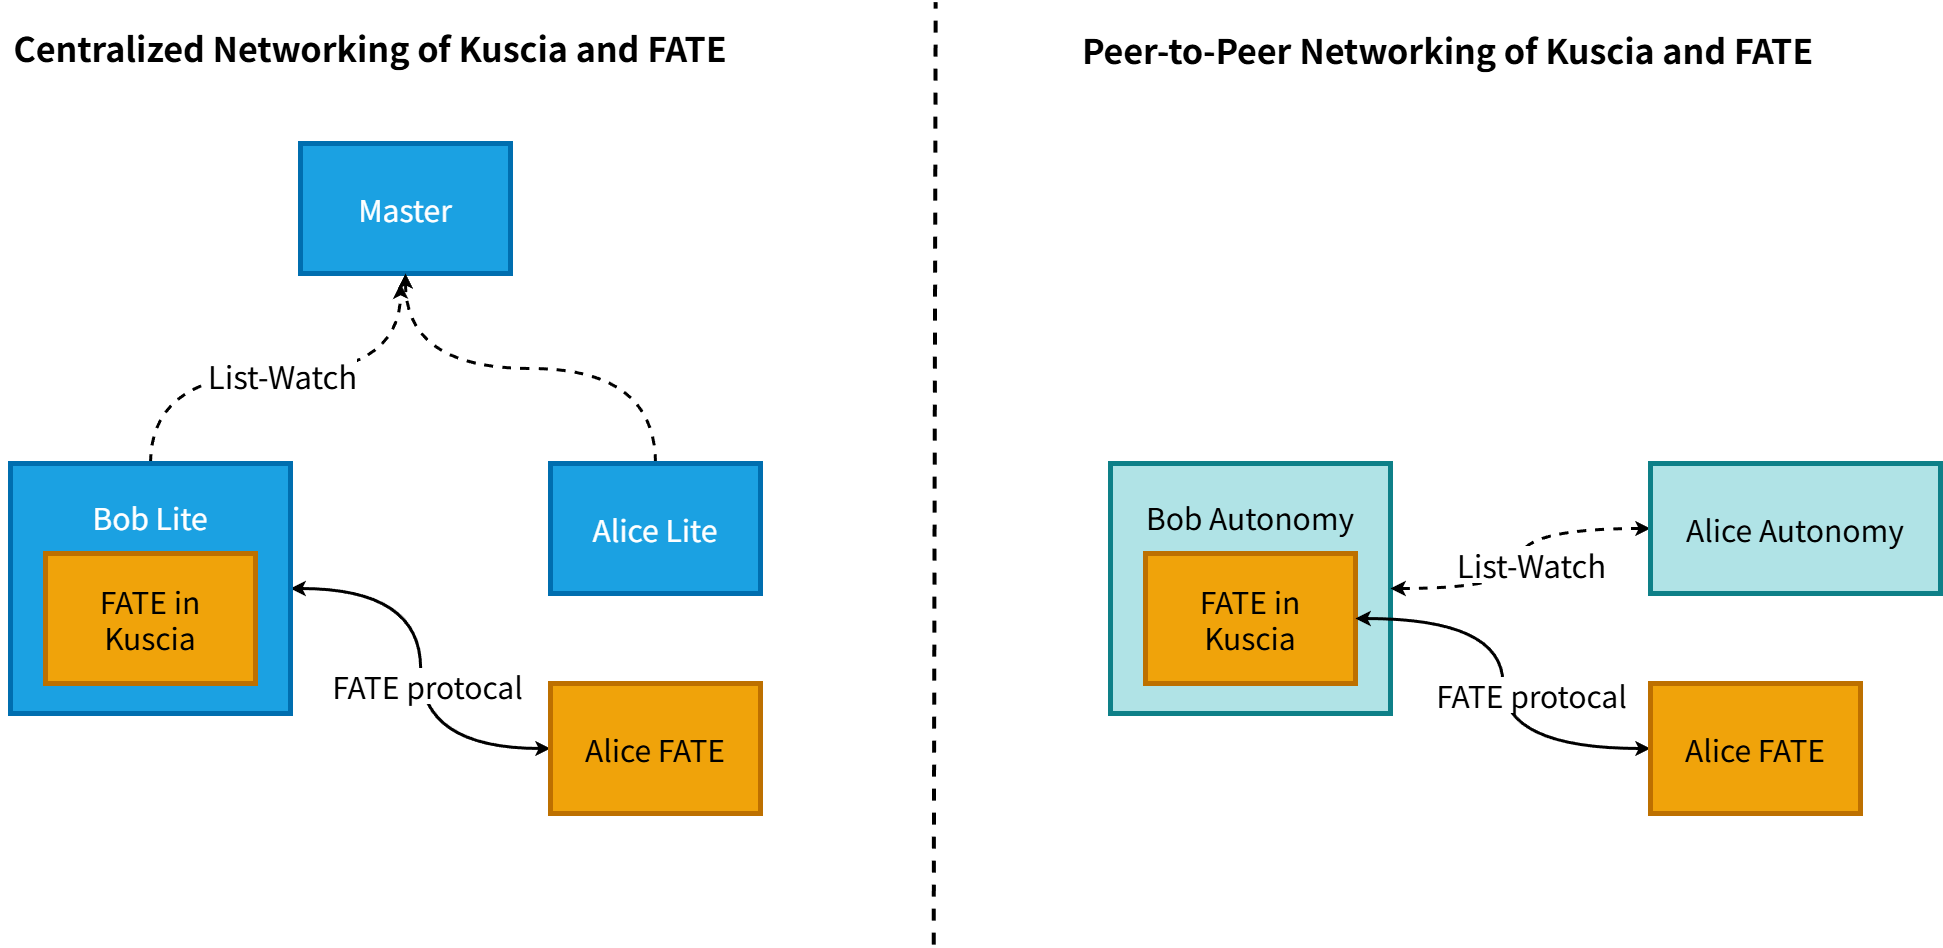 Centralized Networking of Kuscia and FATE
Master
List-Watch
Bob Lite
FATE in
Kuscia
Alice Lite
FATE protocal
Alice FATE
Peer-to-Peer Networking of Kuscia and FATE
Bob Autonomy
FATE in
Kuscia
List-Watch
Alice Autonomy
FATE protocal
Alice FATE